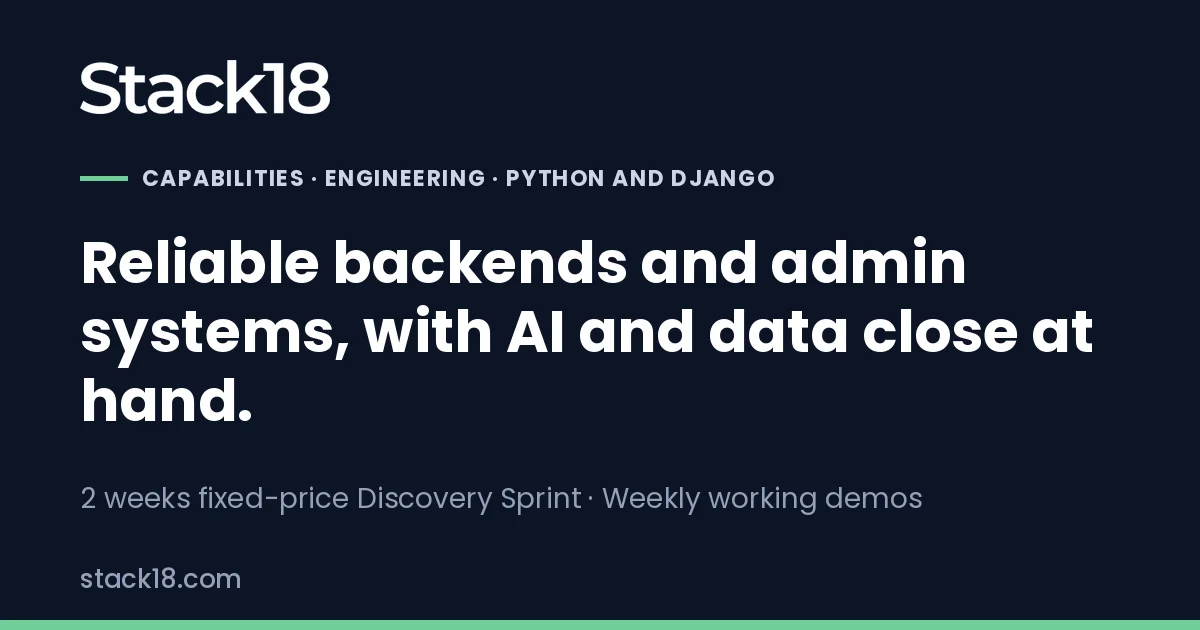 Stack18
CAPABILITIES · ENGINEERING · PYTHON AND DJANGO
Reliable backends and admin
systems, with AI and data close at
hand.
2 weeks fixed-price Discovery Sprint · Weekly working demos
stack18.com